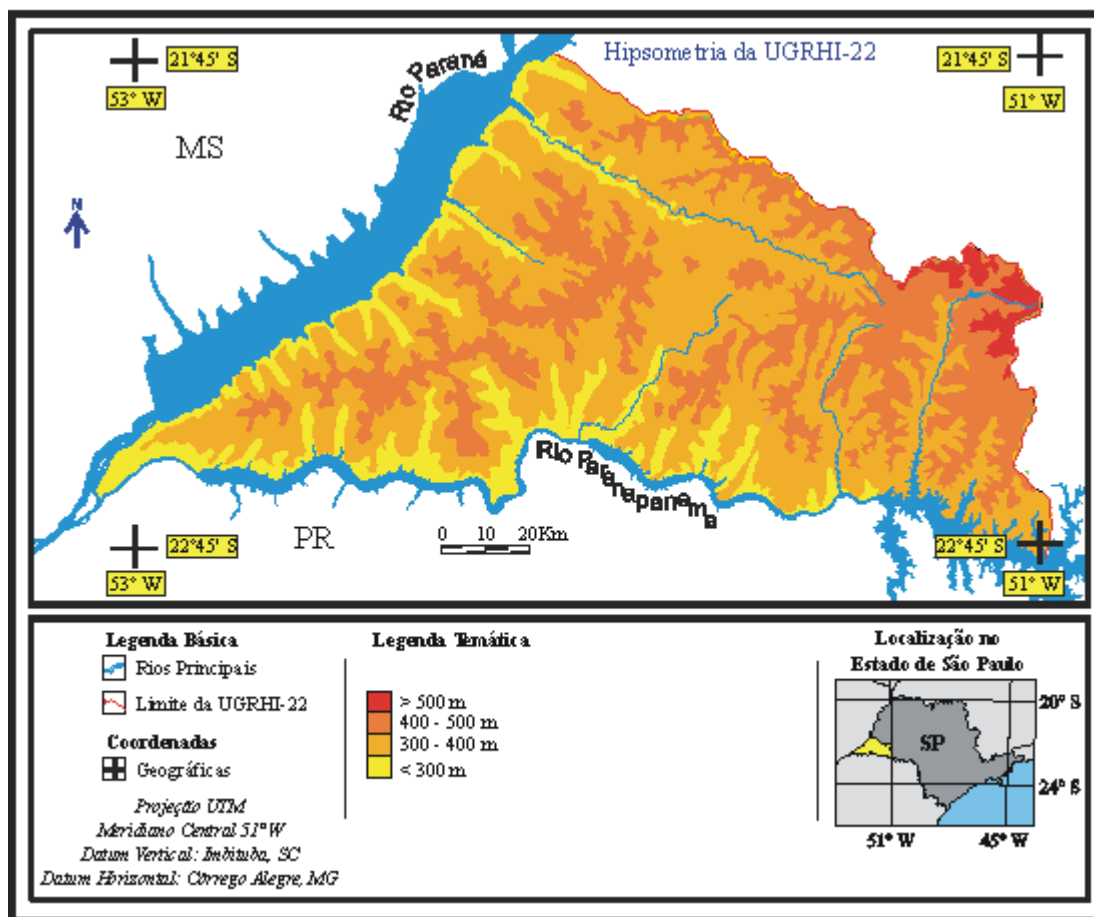 Hipsometria da UGRHI-22
21°45' S
53° W
21°45' S
51° W
Rio Paraná
MS
N
Rio Paranapanema
PR
0 10 20Km
22°45' S
53° W
22°45' S
51° W
Legenda Básica
Rios Principais
Limite da UGRHI-22
Coordenadas
Geográficas
Projeção UTM
Meridiano Central 51° W
Datum Vertical: Imbituba, SC
Datum Horizontal: Córrego Alegre, MG
Legenda Temática
> 500 m
400 - 500 m
300 - 400 m
< 300 m
Localização no
Estado de São Paulo
20° S
SP
24° S
51° W
45° W